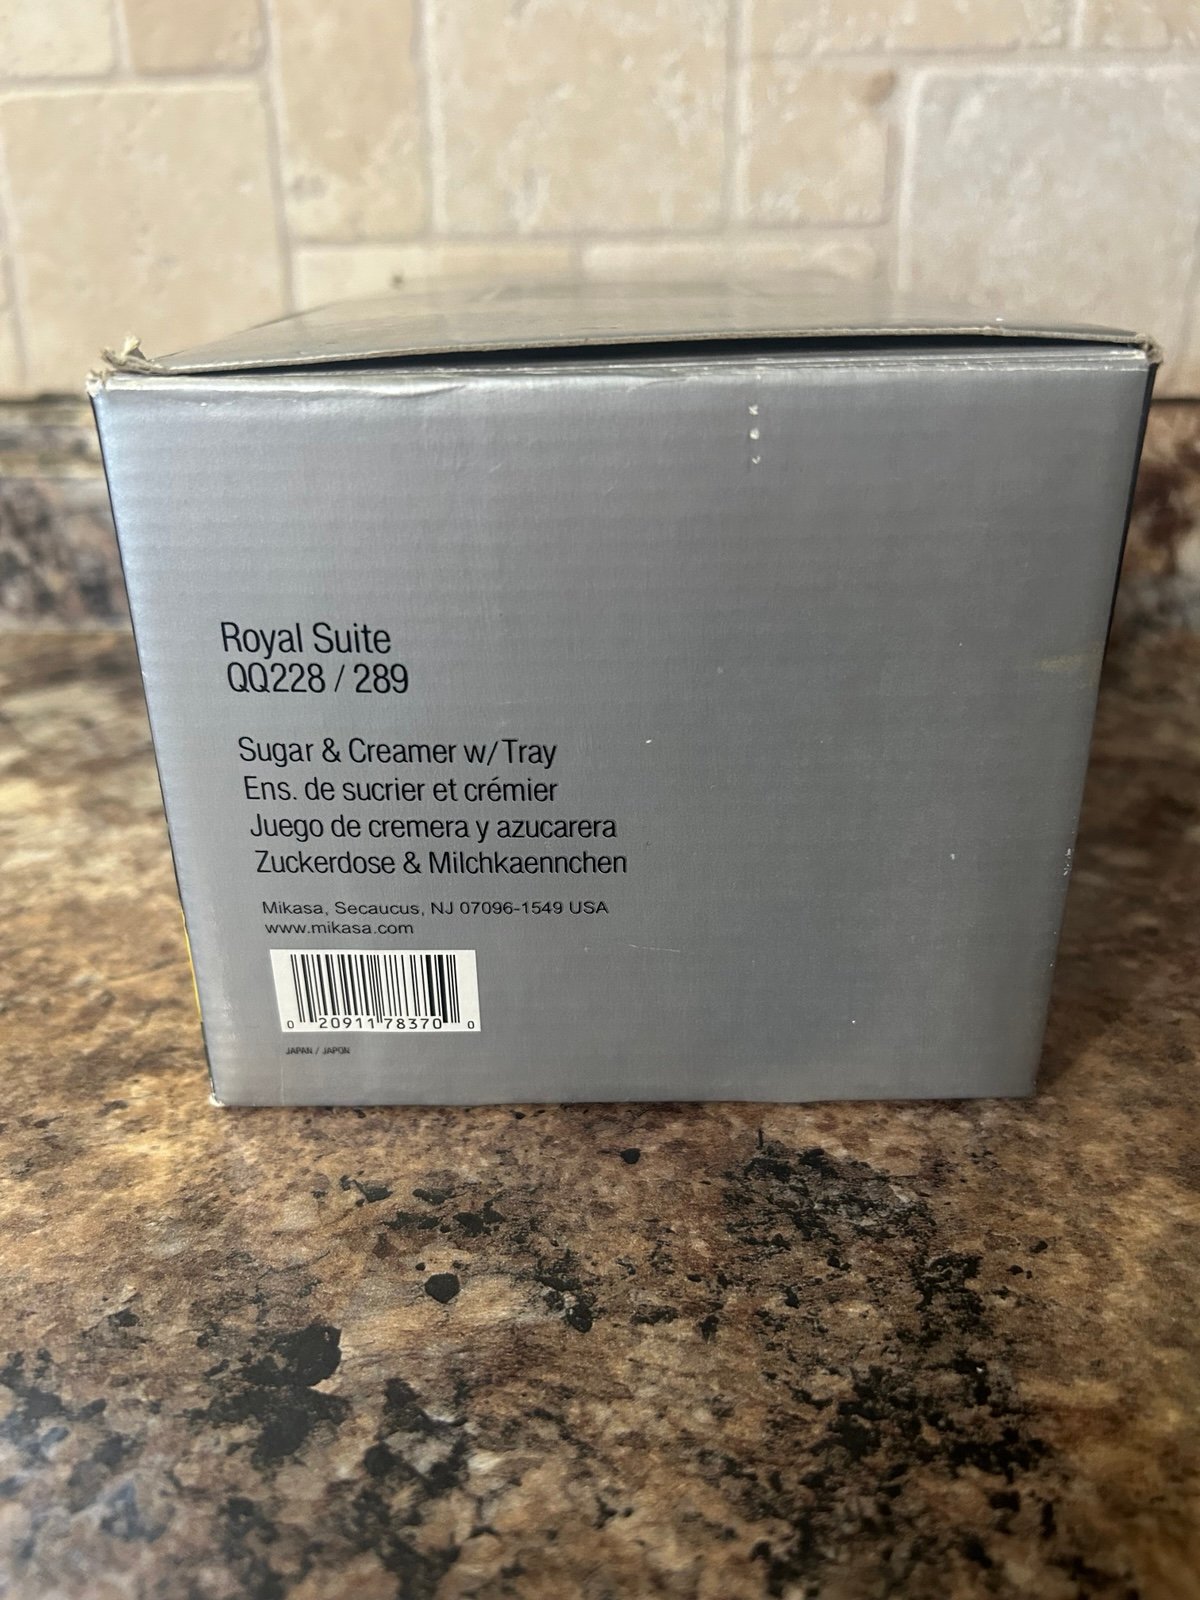 Royal Suite
QQ228 / 289
Sugar & Creamer w/Tray
Ens. de sucrier et crémier
Juego de cremera y azucarera
Zuckerdose & Milchkaennchen
Mikasa, Secaucus, NJ 07096-1549 USA
www.mikasa.com
0 20911 78370 0
JAPAN / JAPON